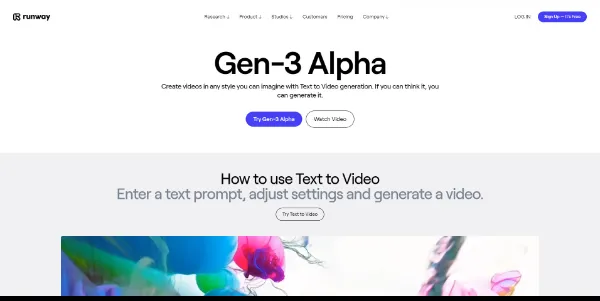 runway
Research ↓ Product ↓ Studios ↓ Customers Pricing Company ↓
LOG IN Sign Up — It's Free
Gen-3 Alpha
Create videos in any style you can imagine with Text to Video generation. If you can think it, you
can generate it.
Try Gen-3 Alpha Watch Video
How to use Text to Video
Enter a text prompt, adjust settings and generate a video.
Try Text to Video